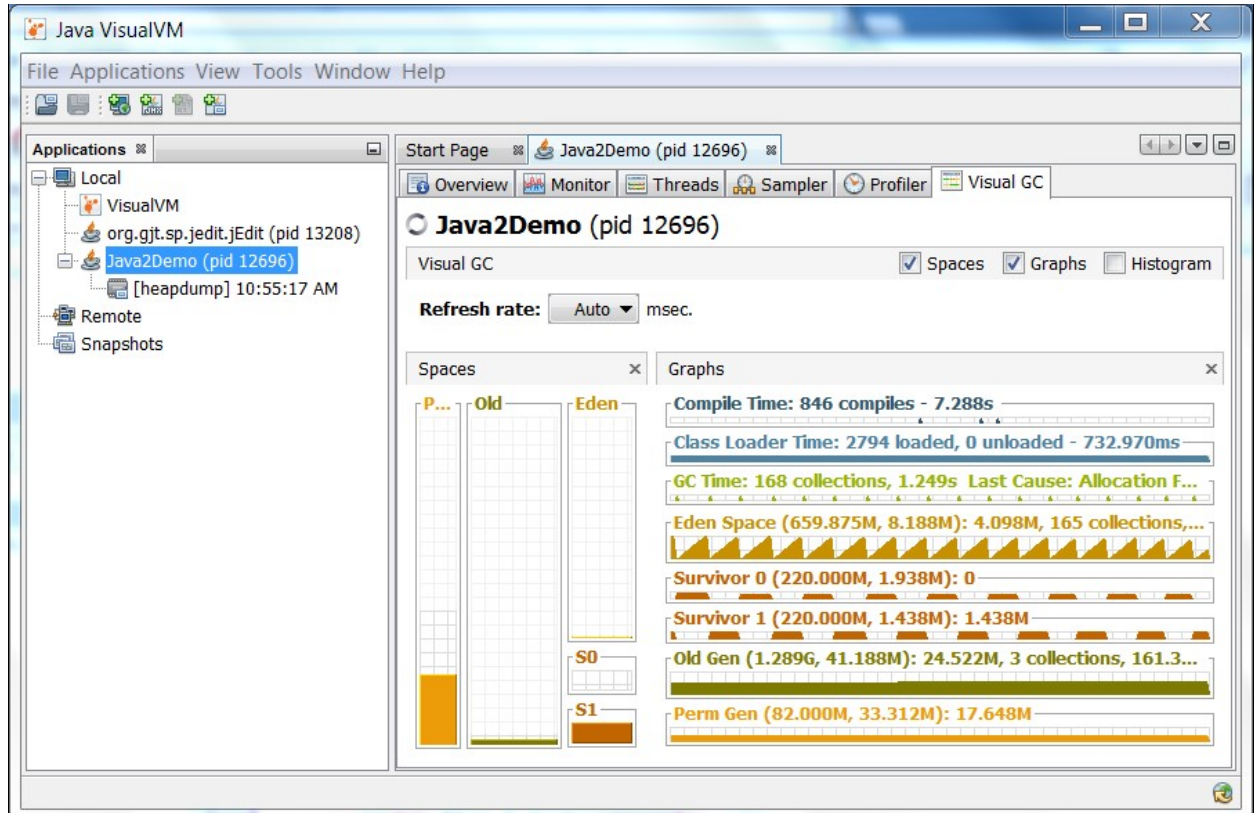 Java VisualVM
File Applications View Tools Window Help
Applications
Local
VisualVM
org.gjt.sp.jedit.jEdit (pid 13208)
Java2Demo (pid 12696)
[heapdump] 10:55:17 AM
Remote
Snapshots
Start Page Java2Demo (pid 12696)
Overview Monitor Threads Sampler Profiler Visual GC
Java2Demo (pid 12696)
Visual GC Spaces Graphs Histogram
Refresh rate: Auto msec.
Spaces
P... Old Eden
S0
S1
Graphs
Compile Time: 846 compiles - 7.288s
Class Loader Time: 2794 loaded, 0 unloaded - 732.970ms
GC Time: 168 collections, 1.249s Last Cause: Allocation F...
Eden Space (659.875M, 8.188M): 4.098M, 165 collections,...
Survivor 0 (220.000M, 1.938M): 0
Survivor 1 (220.000M, 1.438M): 1.438M
Old Gen (1.289G, 41.188M): 24.522M, 3 collections, 161.3...
Perm Gen (82.000M, 33.312M): 17.648M